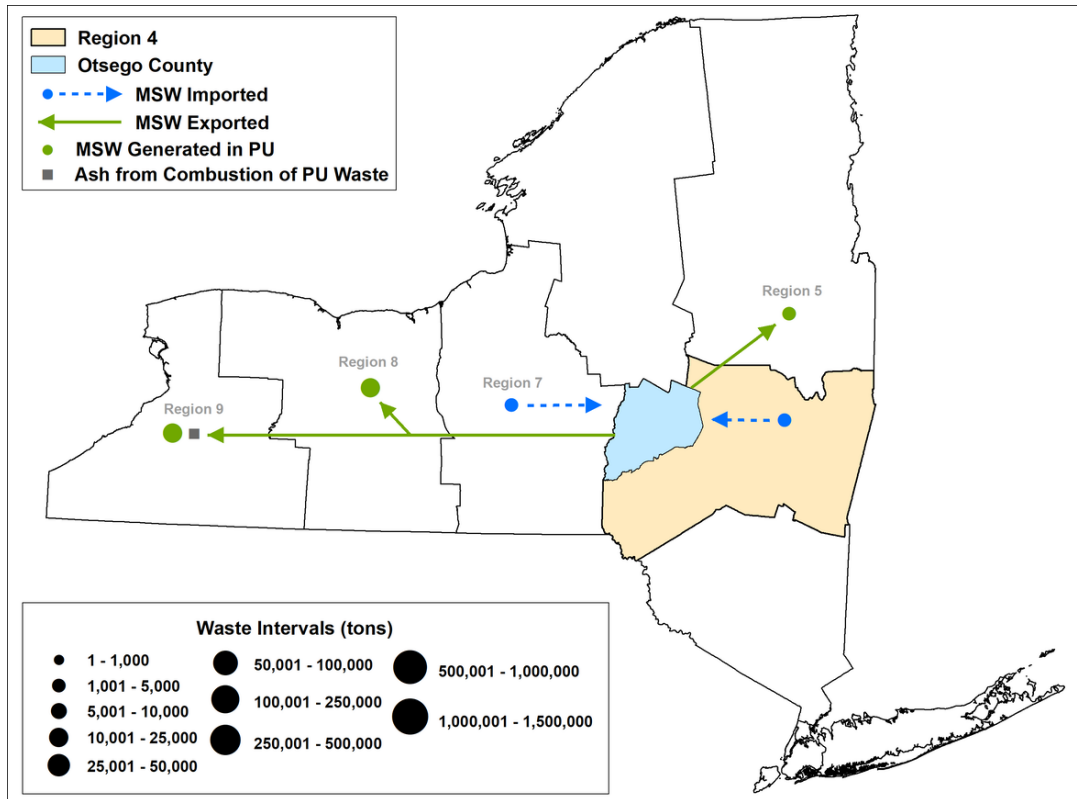 Region 4
Otsego County
MSW Imported
MSW Exported
MSW Generated in PU
Ash from Combustion of PU Waste
Region 5
Region 8
Region 7
Region 9
Waste Intervals (tons)
1 - 1,000
1,001 - 5,000
5,001 - 10,000
10,001 - 25,000
25,001 - 50,000
50,001 - 100,000
100,001 - 250,000
250,001 - 500,000
500,001 - 1,000,000
1,000,001 - 1,500,000